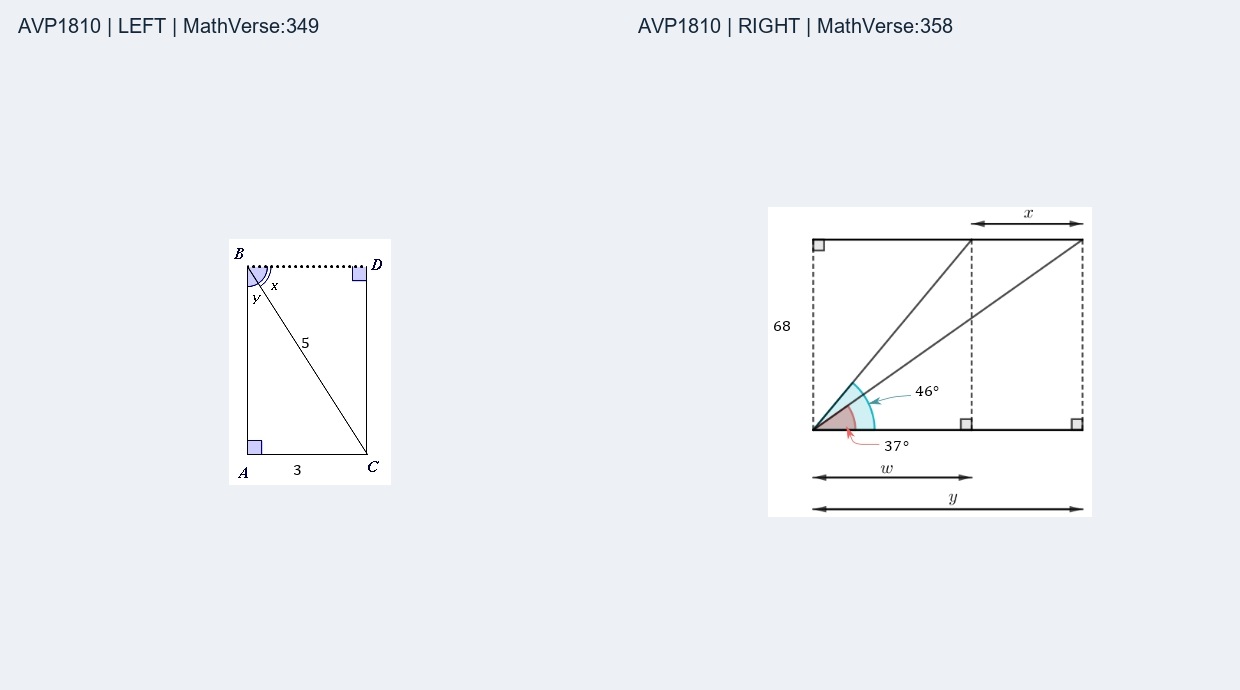 AVP1810 | LEFT | MathVerse:349
B
D
x
y
5
A
3
C
AVP1810 | RIGHT | MathVerse:358
x
68
46°
37°
w
y